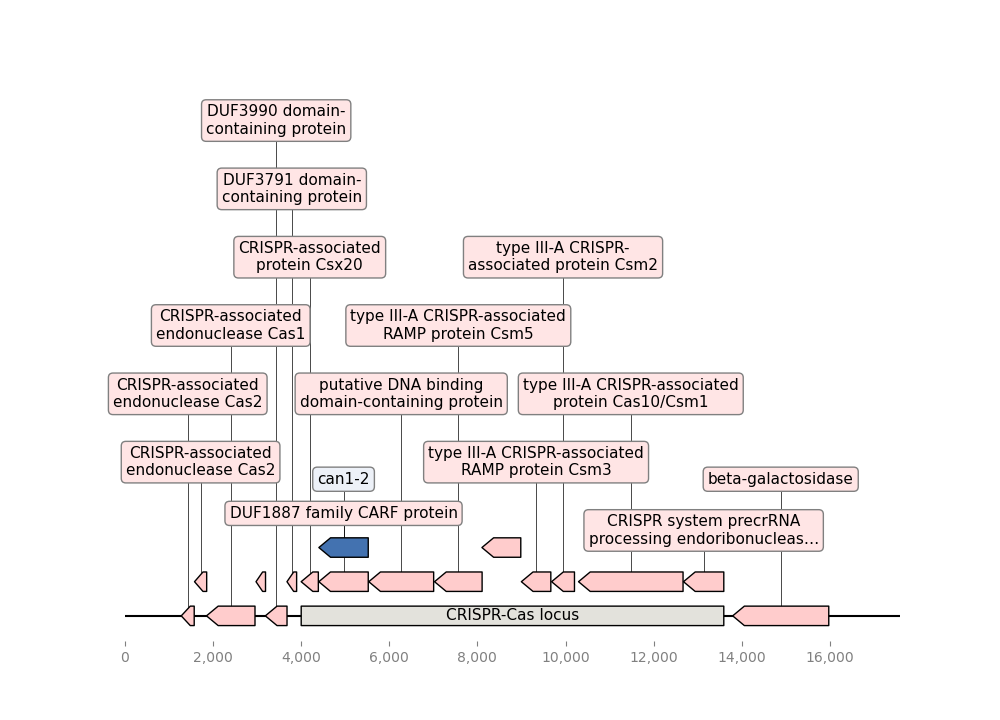 DUF3990 domain-
containing protein
DUF3791 domain-
containing protein
CRISPR-associated
protein Csx20
type III-A CRISPR-
associated protein Csm2
CRISPR-associated
endonuclease Cas1
type III-A CRISPR-associated
RAMP protein Csm5
CRISPR-associated
endonuclease Cas2
putative DNA binding
domain-containing protein
type III-A CRISPR-associated
protein Cas10/Csm1
CRISPR-associated
endonuclease Cas2
can1-2
type III-A CRISPR-associated
RAMP protein Csm3
beta-galactosidase
DUF1887 family CARF protein
CRISPR system precrRNA
processing endoribonucleas...
CRISPR-Cas locus
0 2,000 4,000 6,000 8,000 10,000 12,000 14,000 16,000